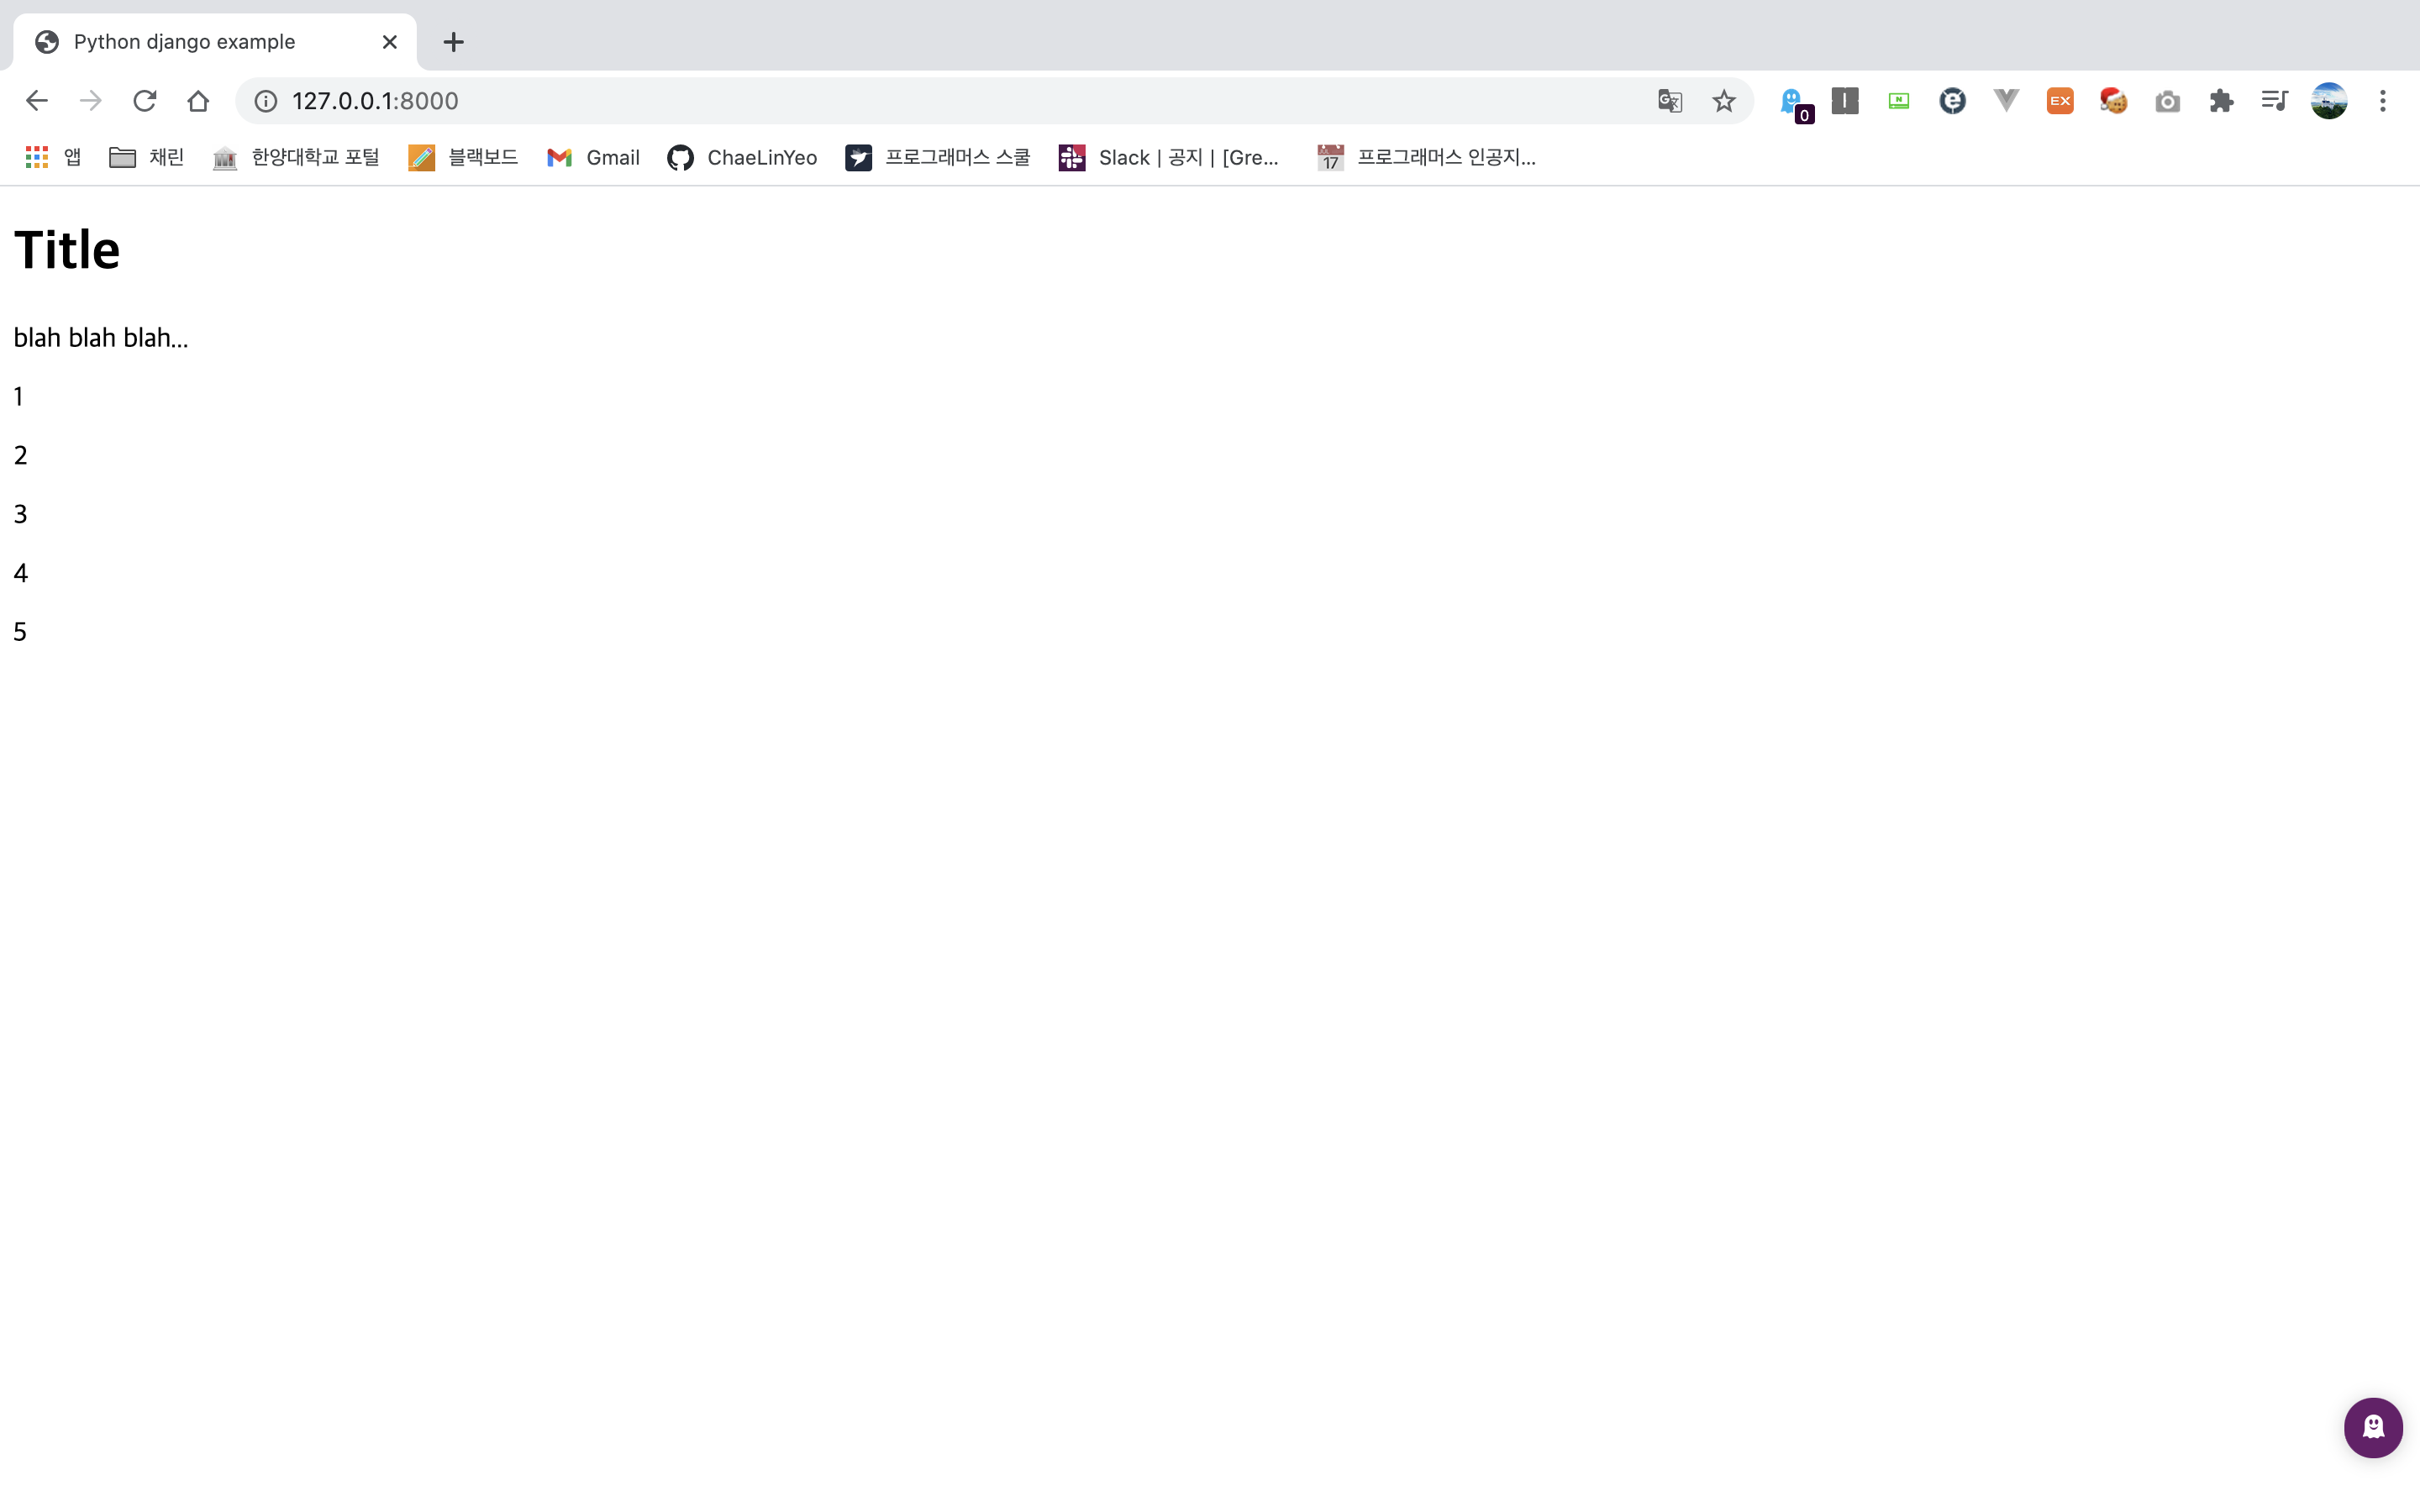 Python django example
127.0.0.1:8000
0
EX
앱 채린 한양대학교 포털 블랙보드 Gmail ChaeLinYeo 프로그래머스 스쿨 Slack | 공지 | [Gre... 17 프로그래머스 인공지...
Title
blah blah blah...
1
2
3
4
5